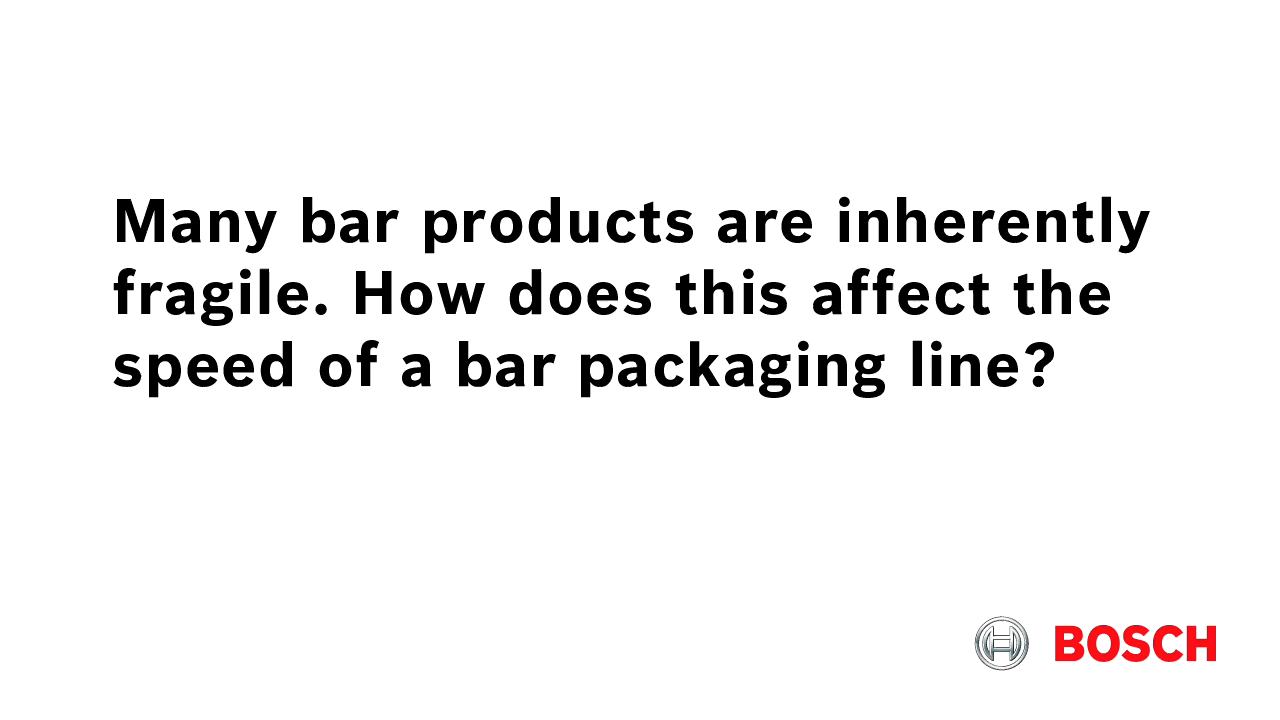 Many bar products are inherently
fragile. How does this affect the
speed of a bar packaging line?
BOSCH